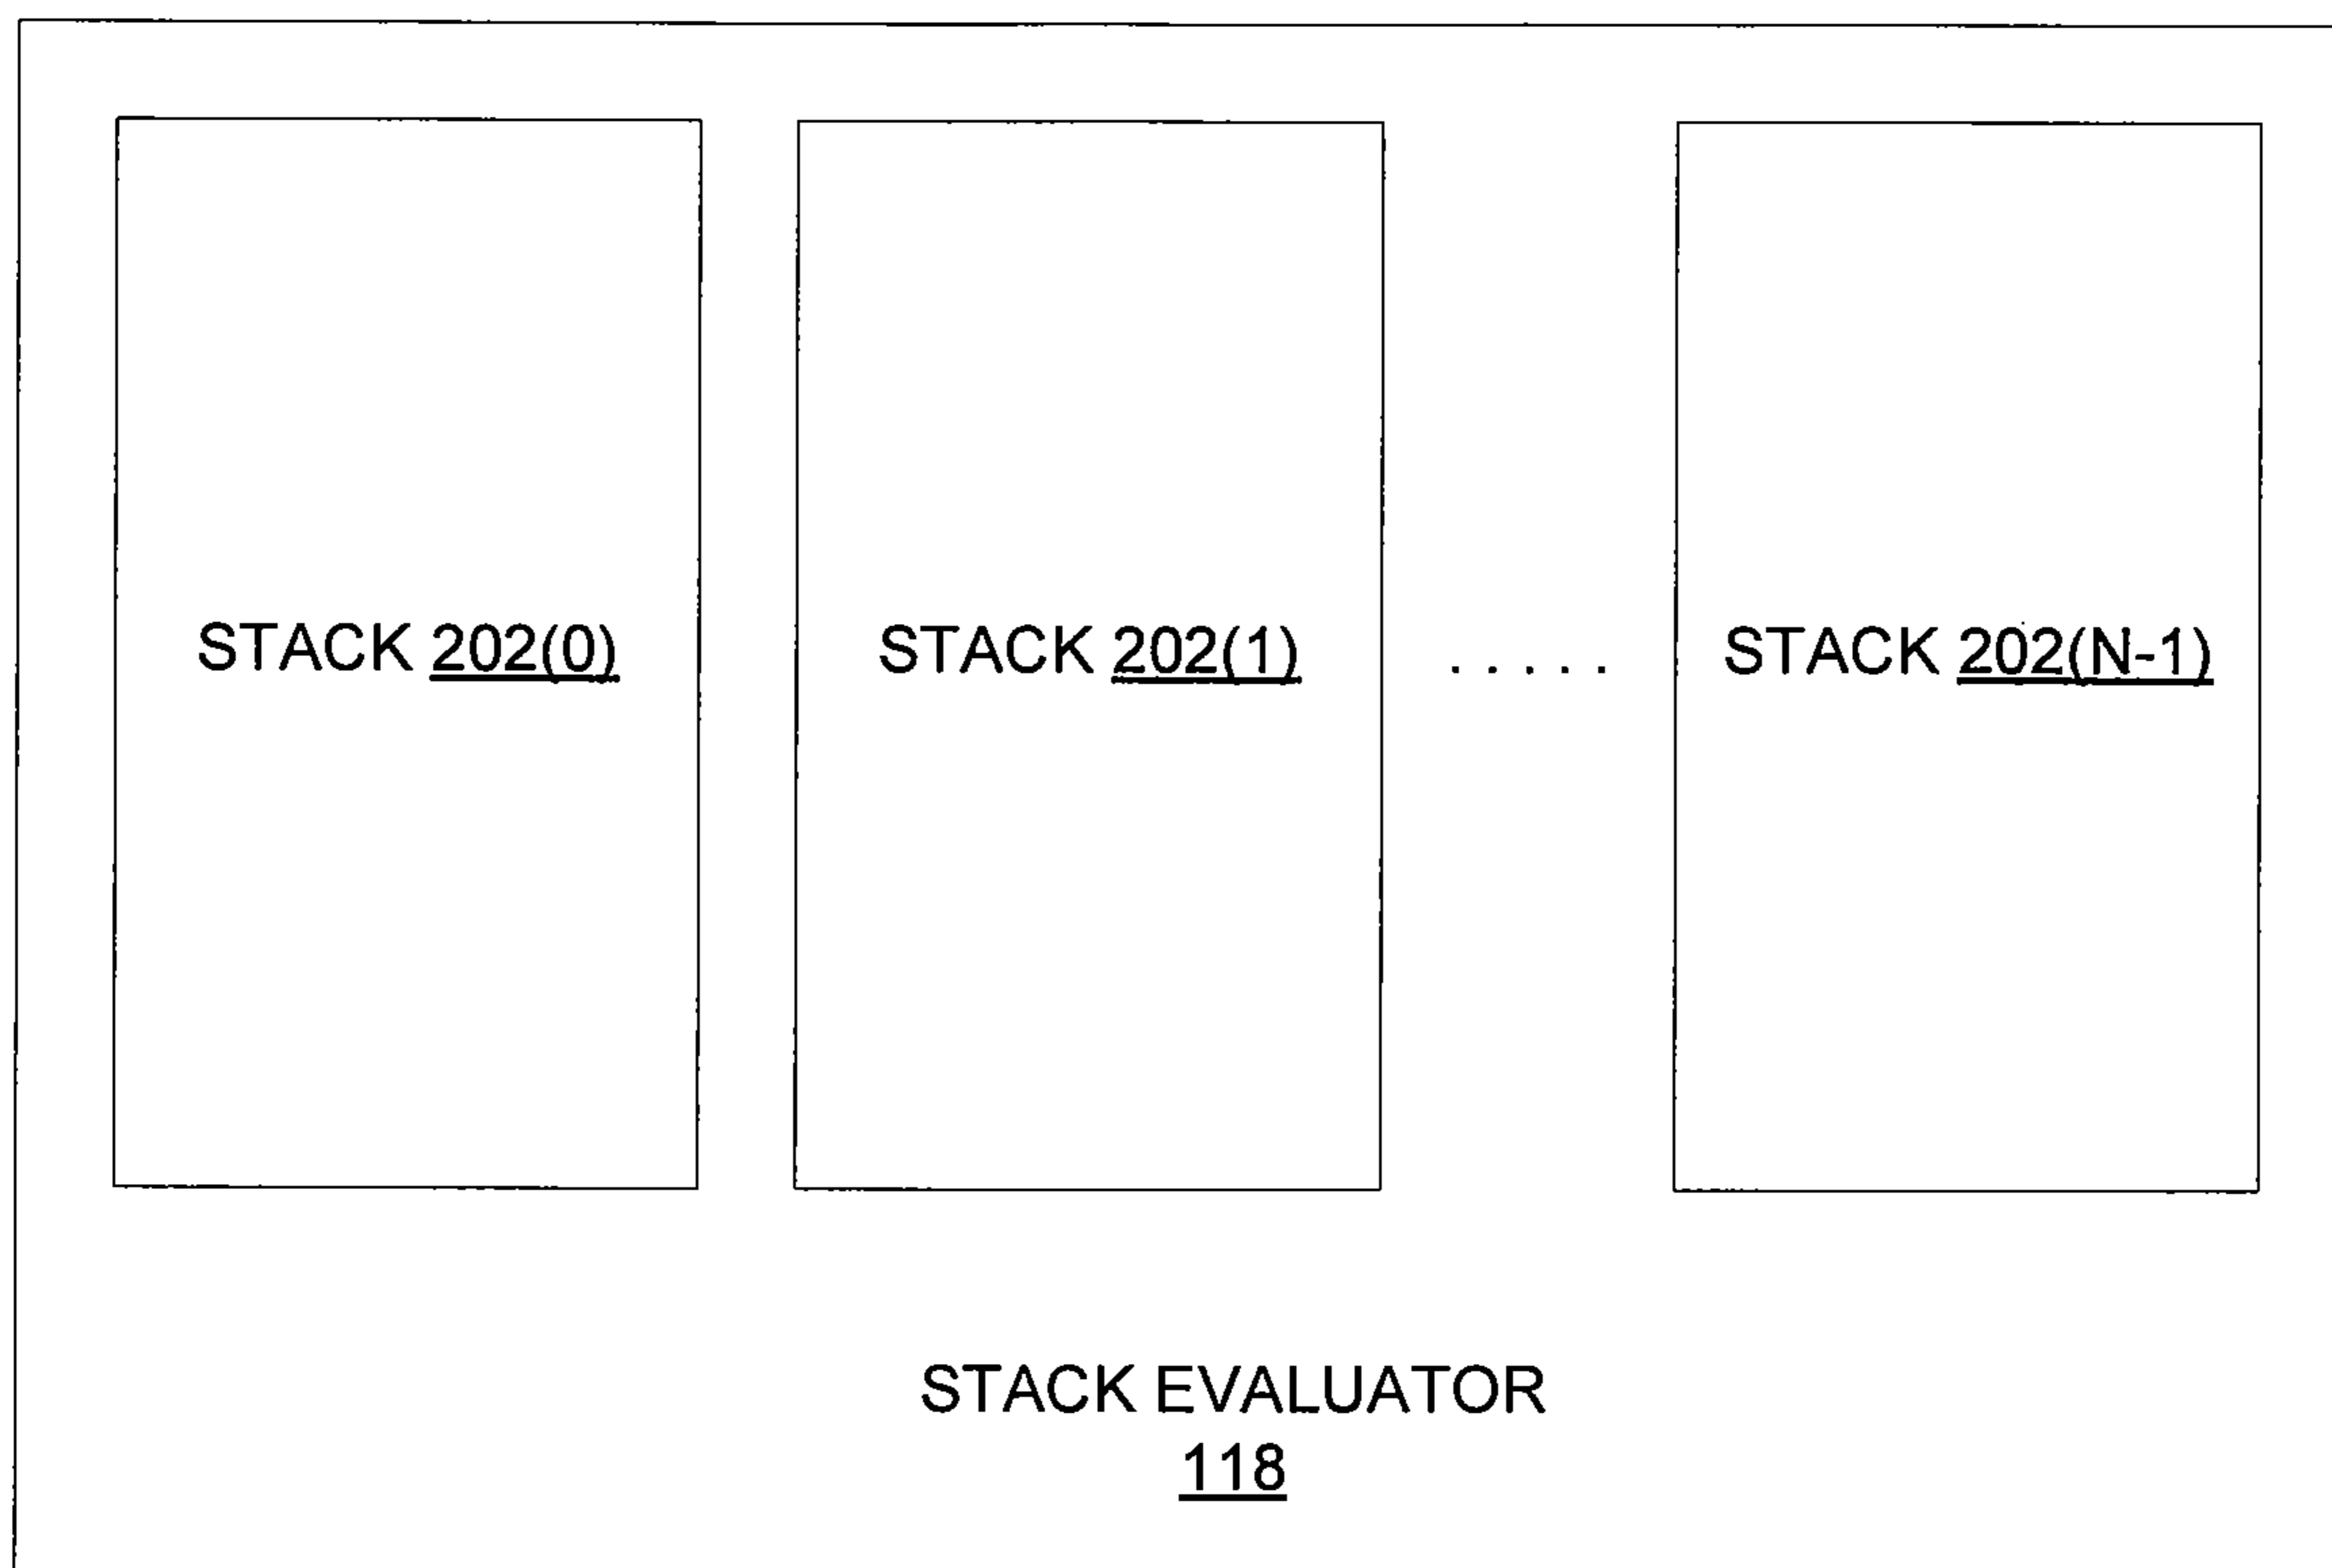 STACK 202(0)
STACK 202(1)
. . . . .
STACK 202(N-1)
STACK EVALUATOR
118